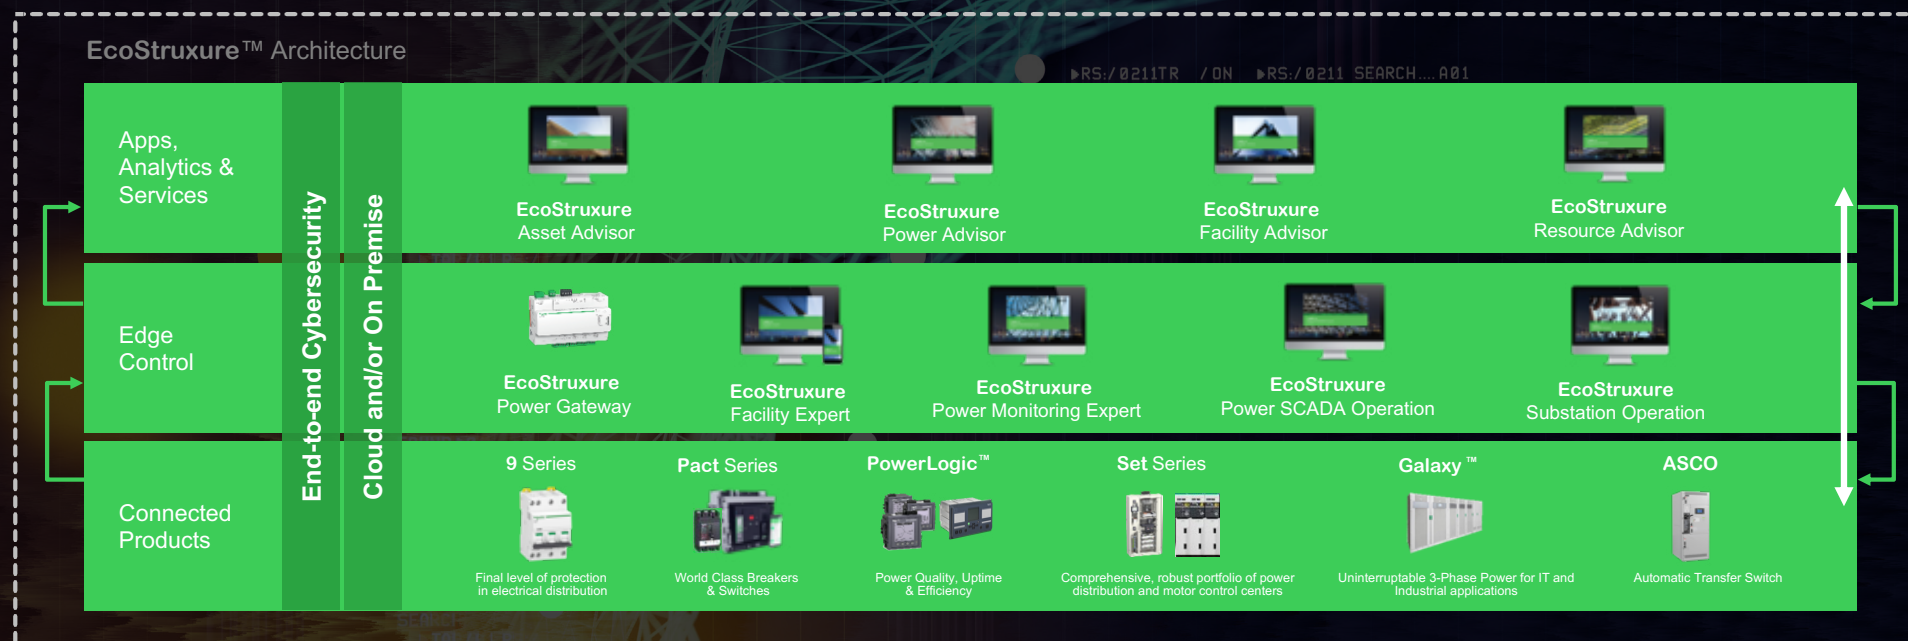 EcoStruxure™ Architecture
▶RS:/0211TR /ON ▶RS:/0211 SEARCH....A01
Apps,
Analytics &
Services
End-to-end Cybersecurity
Cloud and/or On Premise
EcoStruxure
Asset Advisor
EcoStruxure
Power Advisor
EcoStruxure
Facility Advisor
EcoStruxure
Resource Advisor
Edge
Control
EcoStruxure
Power Gateway
EcoStruxure
Facility Expert
EcoStruxure
Power Monitoring Expert
EcoStruxure
Power SCADA Operation
EcoStruxure
Substation Operation
Connected
Products
9 Series
Final level of protection
in electrical distribution
Pact Series
World Class Breakers
& Switches
PowerLogic™
Power Quality, Uptime
& Efficiency
Set Series
Comprehensive, robust portfolio of power
distribution and motor control centers
Galaxy™
Uninterruptable 3-Phase Power for IT and
Industrial applications
ASCO
Automatic Transfer Switch